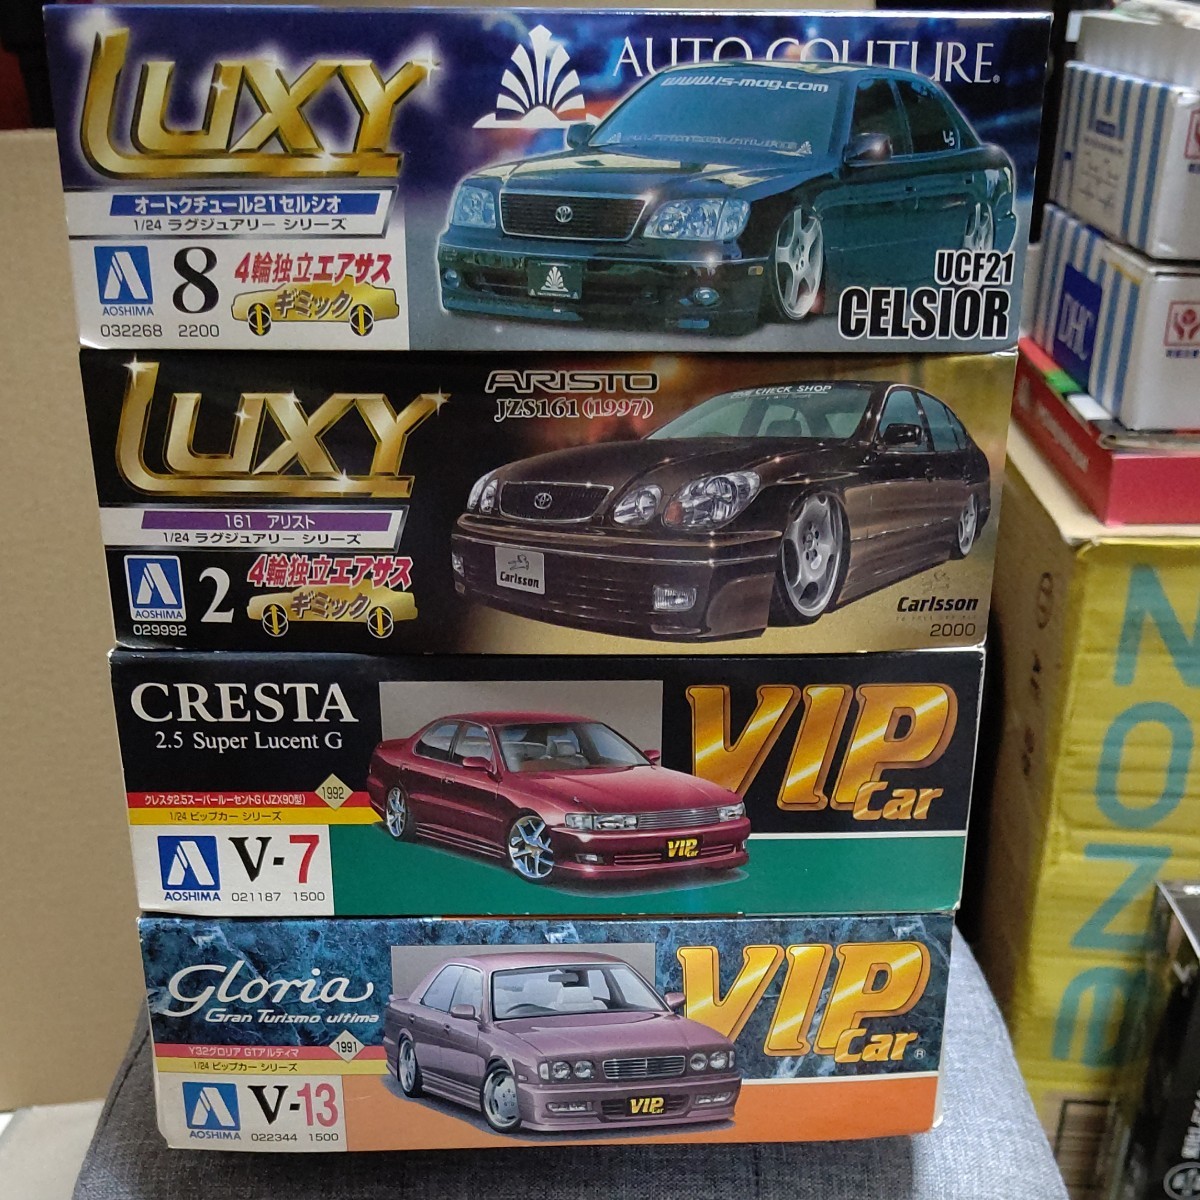 LUXY
AUTO COUTURE
www.is-mag.com
オートクチュール21セルシオ
1/24 ラグジュアリー シリーズ
AOSHIMA
8
4輪独立エアサス
ギミック
032268 2200
UCF21
CELSIOR
LUXY
ARISTO
JZS161 (1997)
ONE CHECK SHOP
161 アリスト
1/24 ラグジュアリー シリーズ
AOSHIMA
2
4輪独立エアサス
ギミック
029992
Carlsson
Carlsson
2000
CRESTA
2.5 Super Lucent G
1992
クレスタ2.5スーパールーセントG(JZX90型)
1/24 ビップカー シリーズ
AOSHIMA
V-7
021187 1500
VIP
Car
VIP
Car
Gloria
Gran Turismo ultima
1991
Y32グロリア GTアルティマ
1/24 ビップカー シリーズ
AOSHIMA
V-13
022344 1500
VIP
Car
VIP
Car
DHC
NOZ